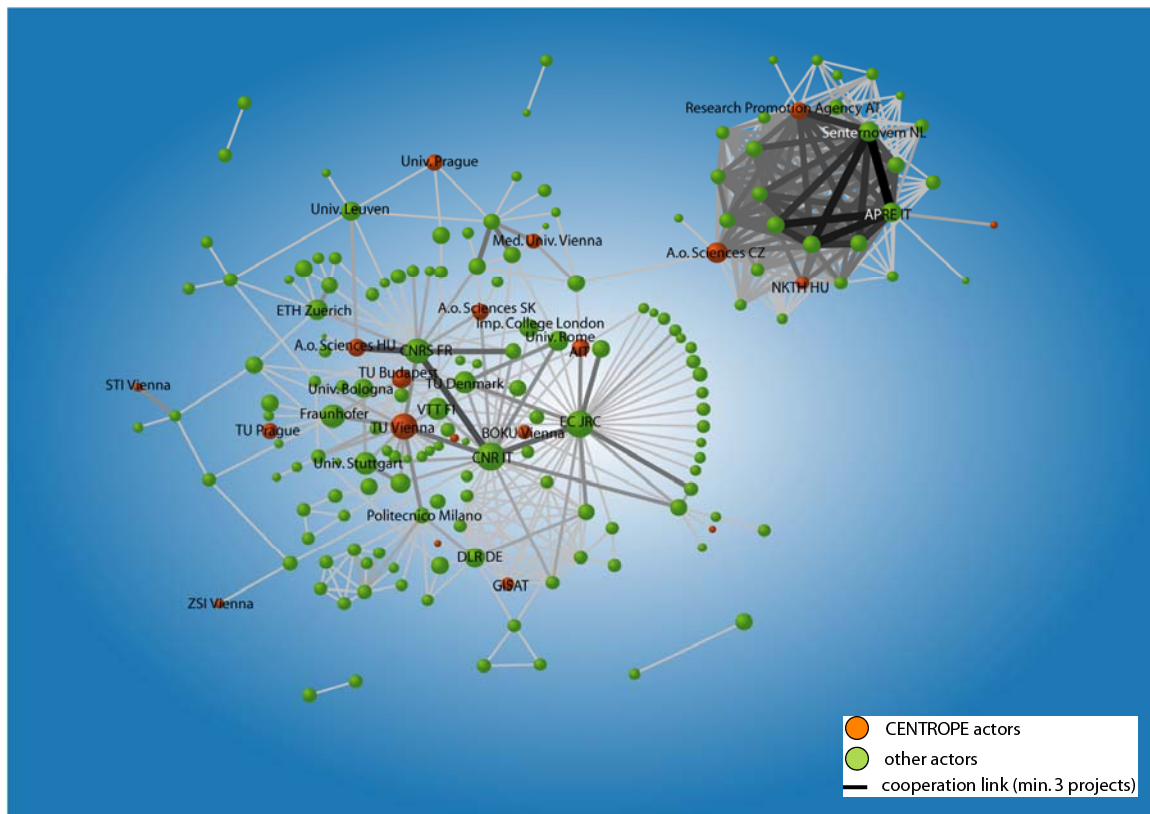 Research Promotion Agency AT
Senternovem NL
Univ. Prague
Univ. Leuven
APRE IT
Med. Univ. Vienna
A.o. Sciences CZ
NKTH HU
ETH Zuerich
A.o. Sciences SK
Imp. College London
Univ. Rome
A.o. Sciences HU
CNRS FR
AIT
TU Budapest
STI Vienna
Univ. Bologna
TU Denmark
Fraunhofer
VTT FI
EC JRC
TU Prague
TU Vienna
BOKU Vienna
Univ. Stuttgart
CNR IT
Politecnico Milano
DLR DE
GISAT
ZSI Vienna
CENTROPE actors
other actors
cooperation link (min. 3 projects)